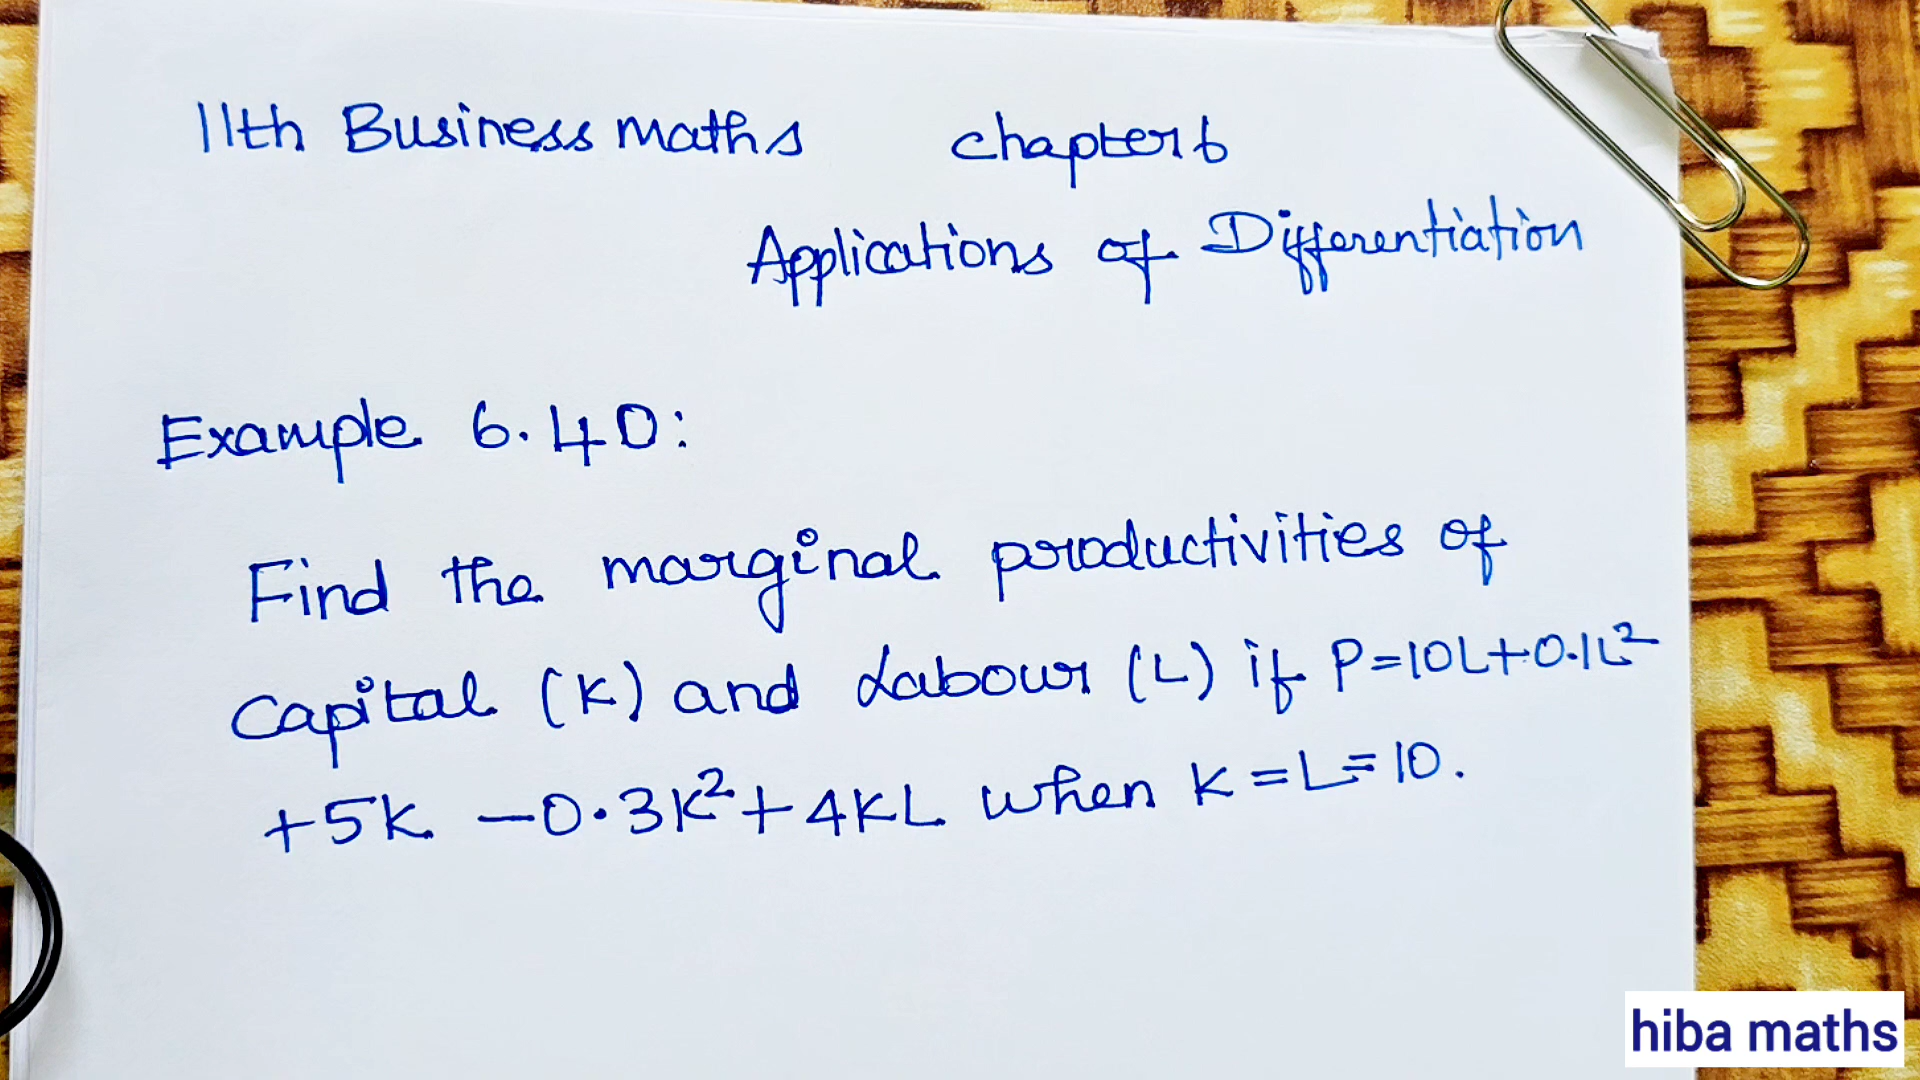 11th Business maths chapter 6
Applications of Differentiation
Example 6.40:
Find the marginal productivities of
capital (K) and Labour (L) if P=10L+0.1L²
+5K -0.3K²+4KL when K=L=10.
hiba maths